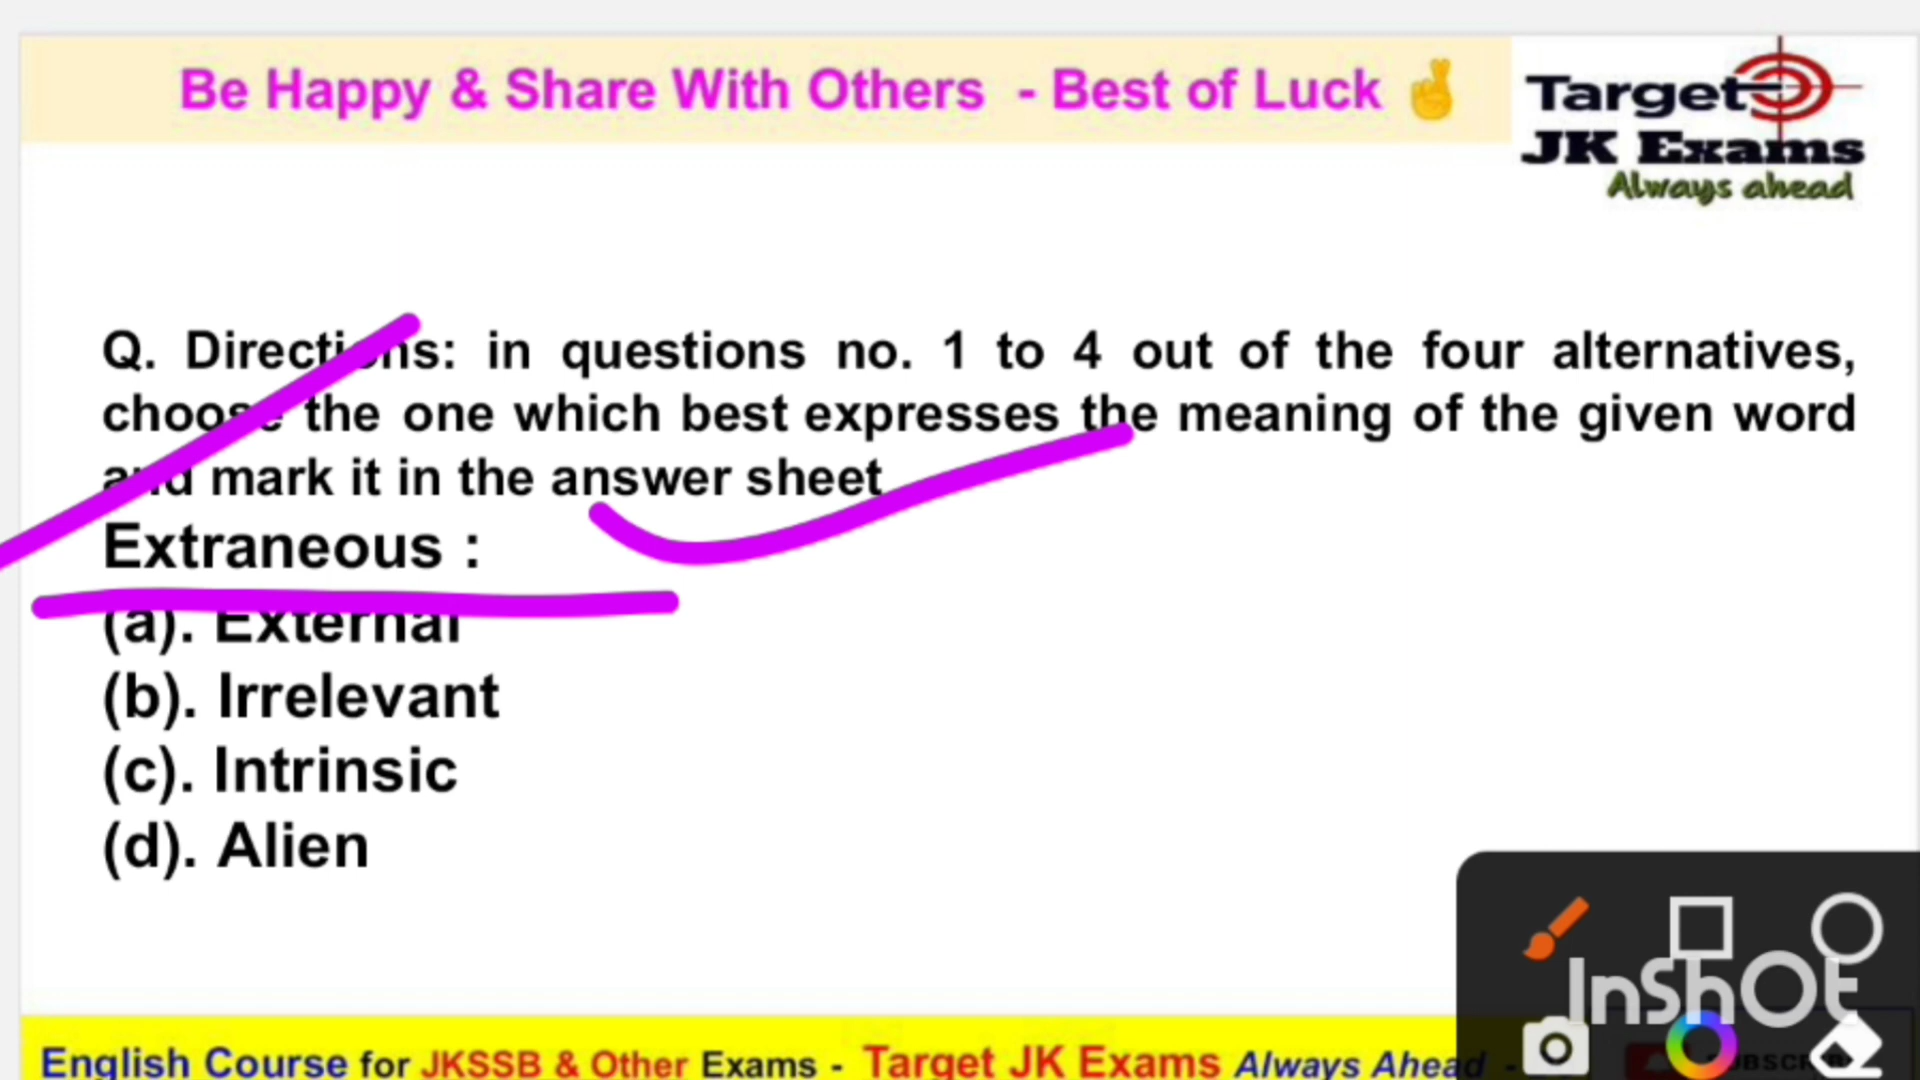 Be Happy & Share With Others - Best of Luck
Target
JK Exams
Always ahead
Q. Directions: in questions no. 1 to 4 out of the four alternatives,
choose the one which best expresses the meaning of the given word
and mark it in the answer sheet
Extraneous :
(a). External
(b). Irrelevant
(c). Intrinsic
(d). Alien
InShOt
English Course for JKSSB & Other Exams - Target JK Exams Always Ahead -